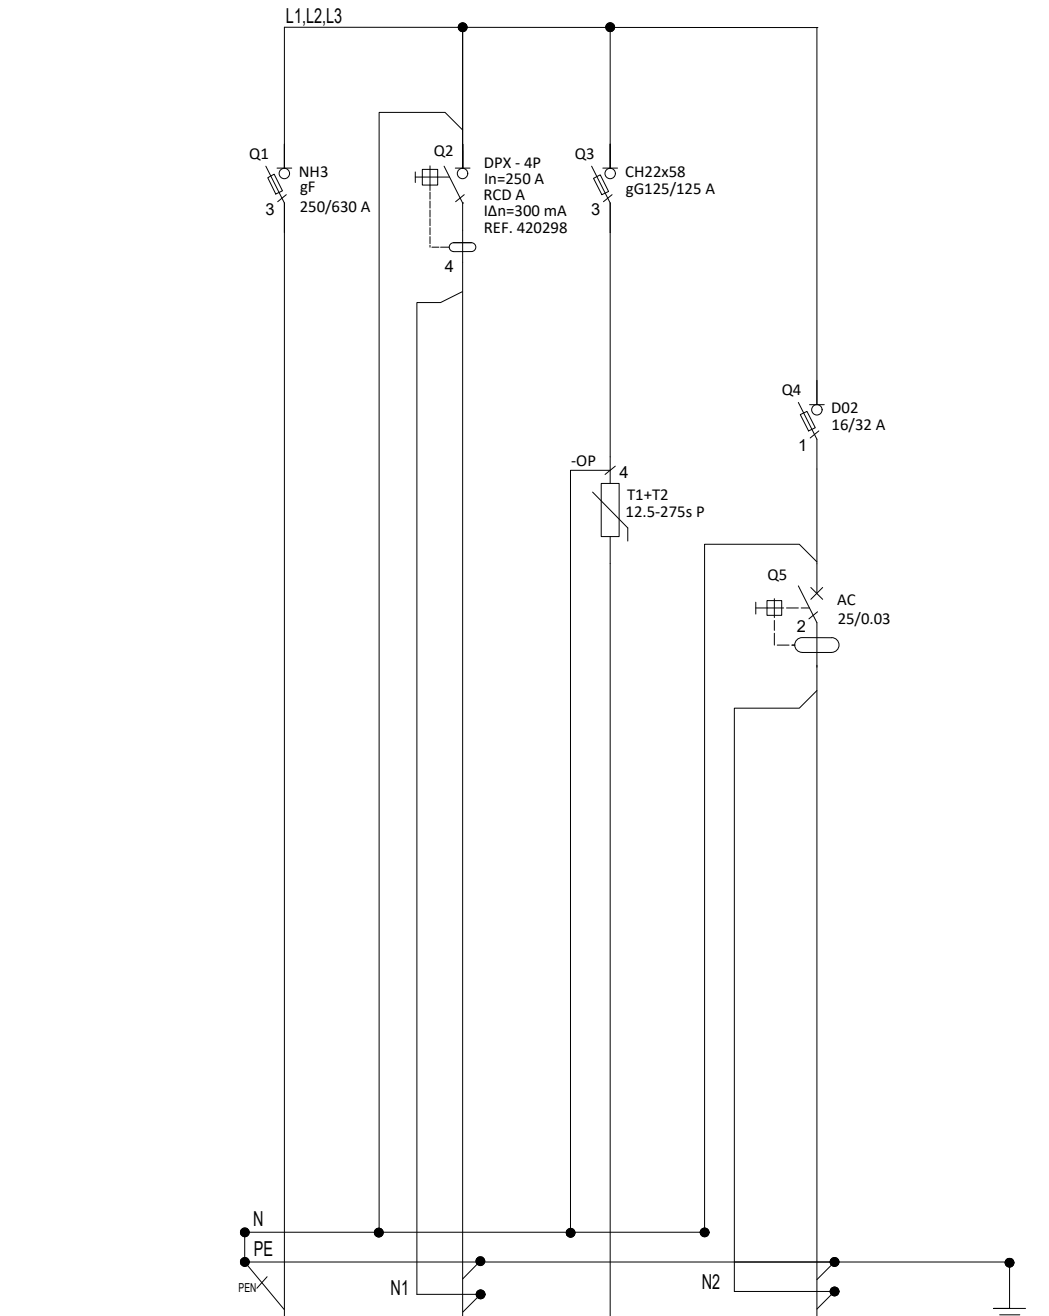 L1,L2,L3
Q1
NH3
gF
250/630 A
3
Q2
DPX - 4P
In=250 A
RCD A
IΔn=300 mA
REF. 420298
4
Q3
CH22x58
gG125/125 A
3
Q4
D02
16/32 A
1
-OP
4
T1+T2
12.5-275s P
Q5
AC
25/0.03
2
N
PE
PEN
N1
N2